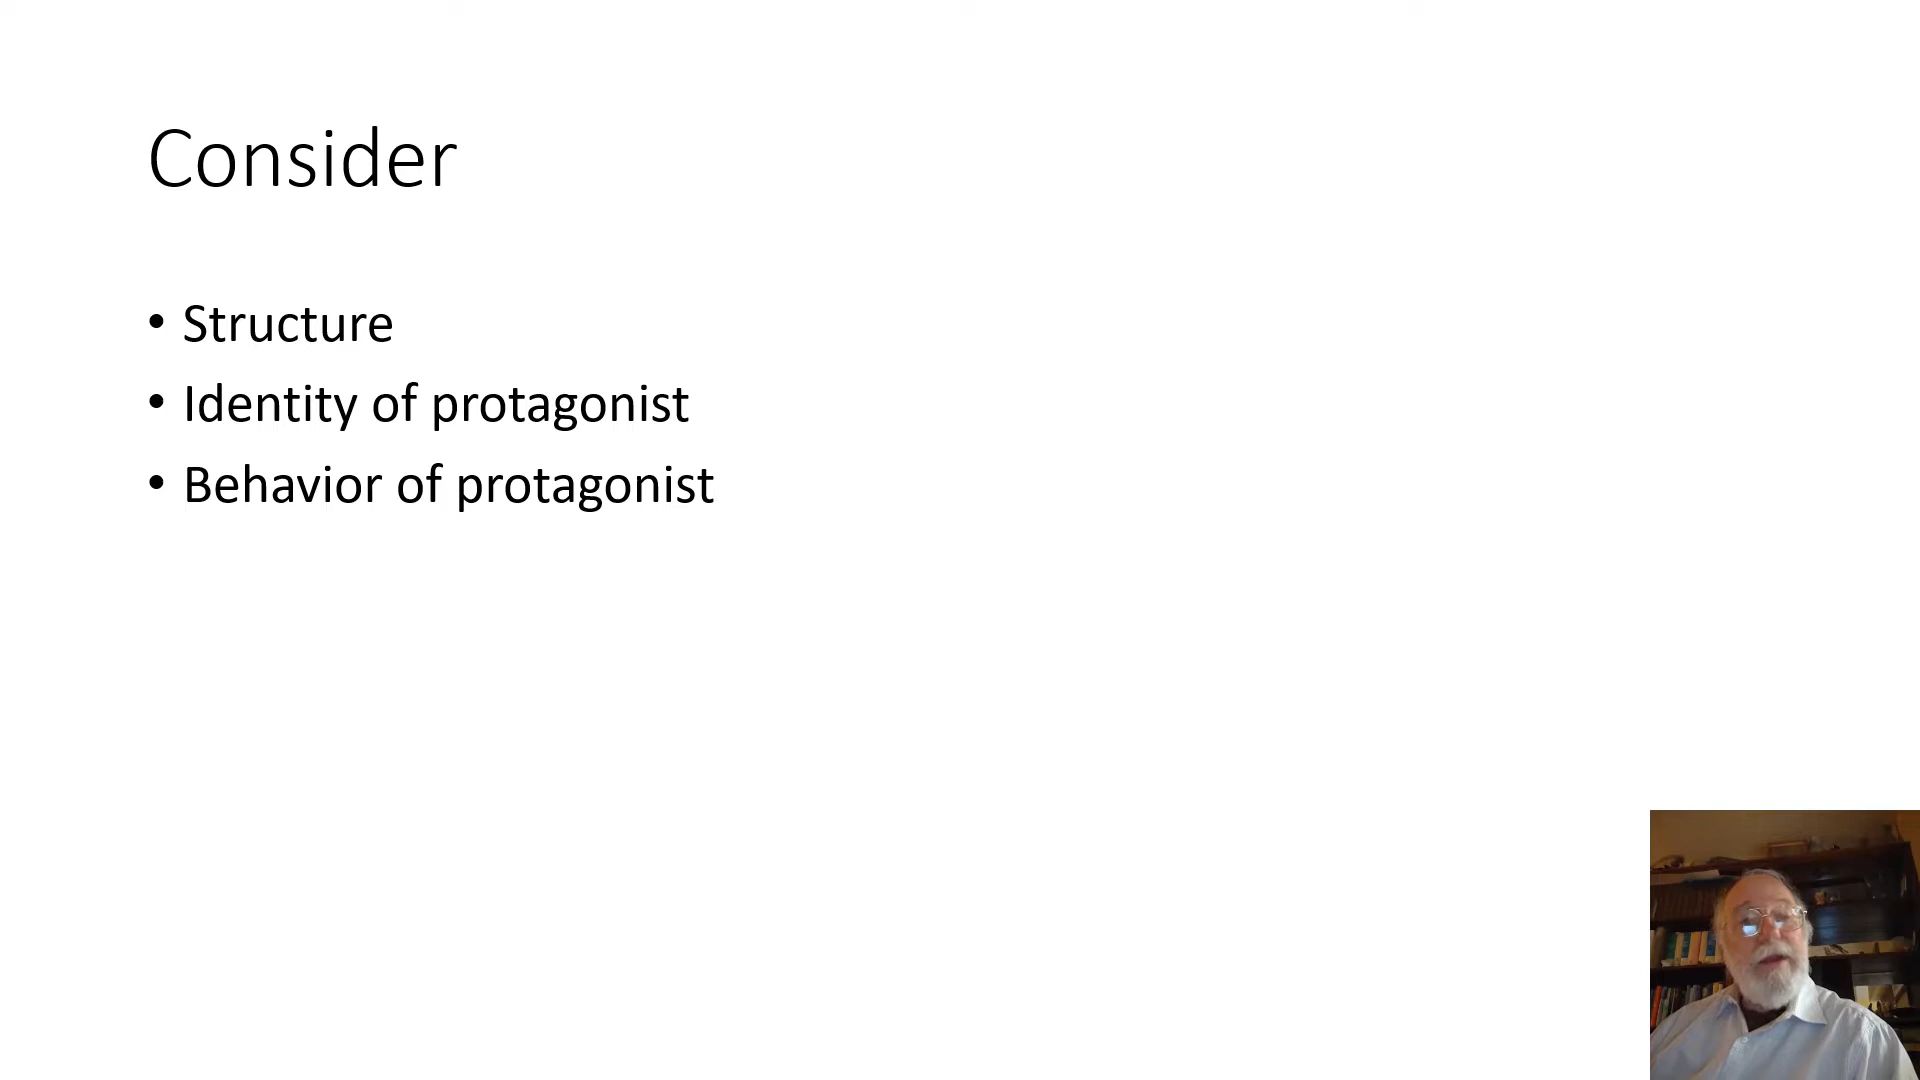 Consider
• Structure
• Identity of protagonist
• Behavior of protagonist